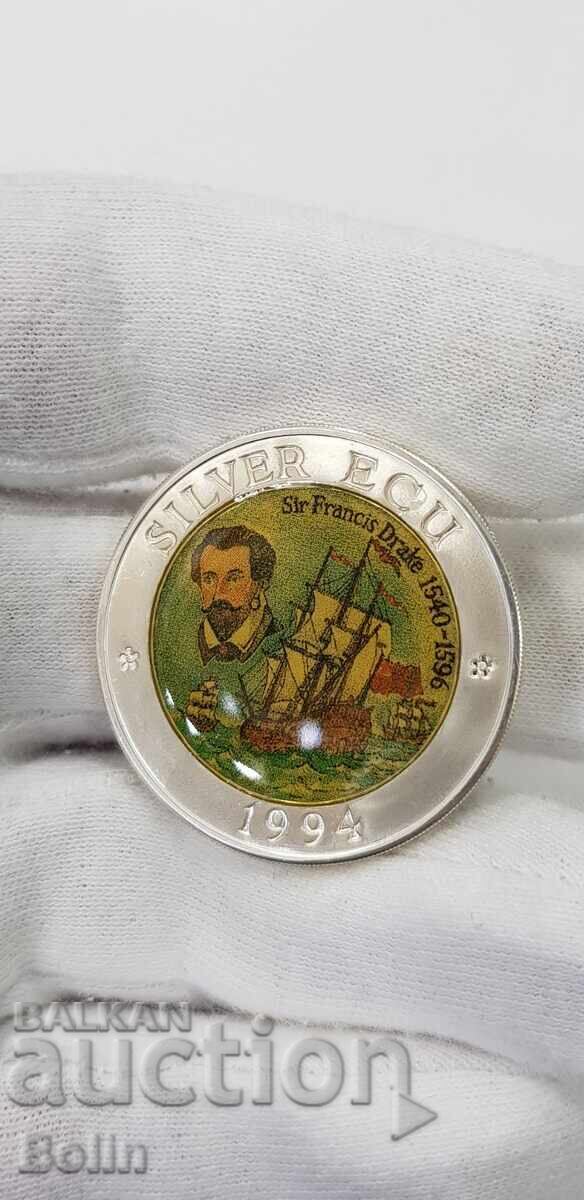 SILVER ECU
Sir Francis Drake 1540-1596
1994
BALKAN
auction
Bolin